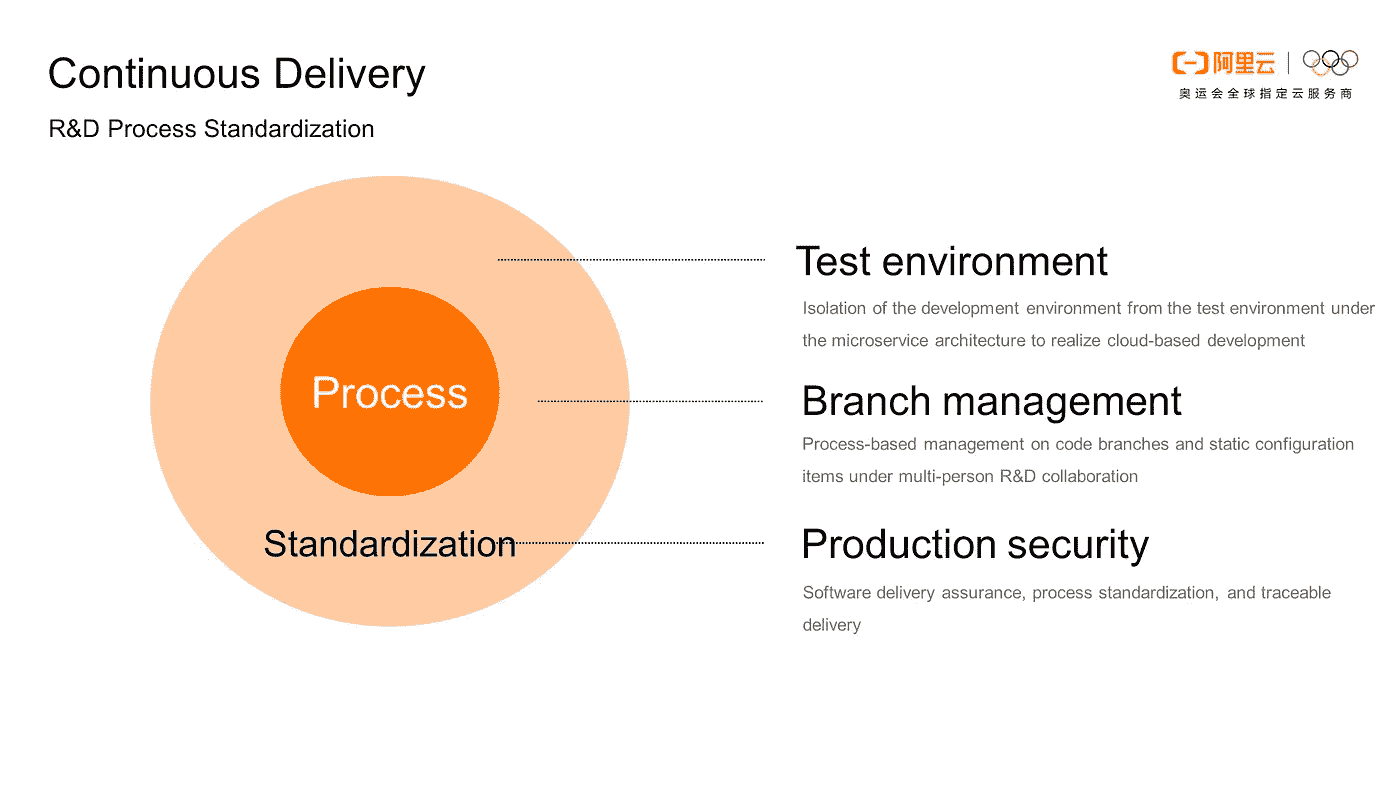 Continuous Delivery
R&D Process Standardization
阿里云
奥运会全球指定云服务商
Process
Standardization
Test environment
Isolation of the development environment from the test environment under
the microservice architecture to realize cloud-based development
Branch management
Process-based management on code branches and static configuration
items under multi-person R&D collaboration
Production security
Software delivery assurance, process standardization, and traceable
delivery